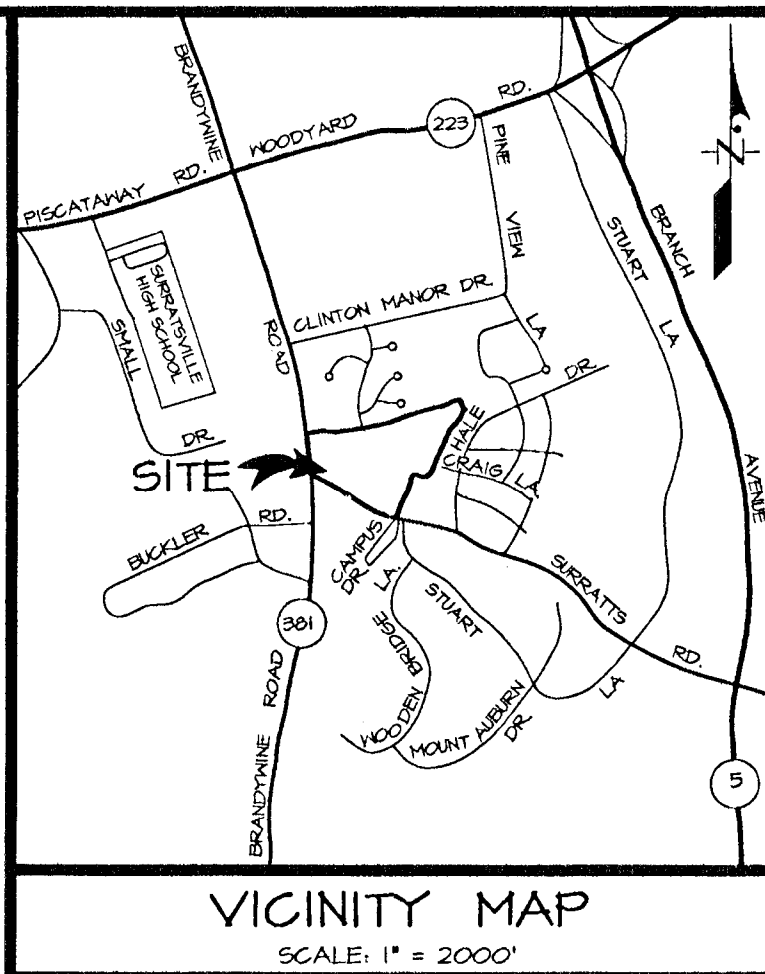 BRANDYWINE
ROAD
PISCATAWAY RD.
WOODYARD
RD.
223
PINE
VIEW
LA
N
BRANCH
AVENUE
STUART
LA
SURRATSVILLE
HIGH SCHOOL
SMALL
DR.
CLINTON MANOR DR.
HALE
DR
CRAIG LA
SITE
BUCKLER RD.
CAMPUS
DR.
381
WOODEN BRIDGE LA.
STUART
LA
SURRATTS
RD.
MOUNT AUBURN
DR
BRANDYWINE ROAD
5
VICINITY MAP
SCALE: 1" = 2000'